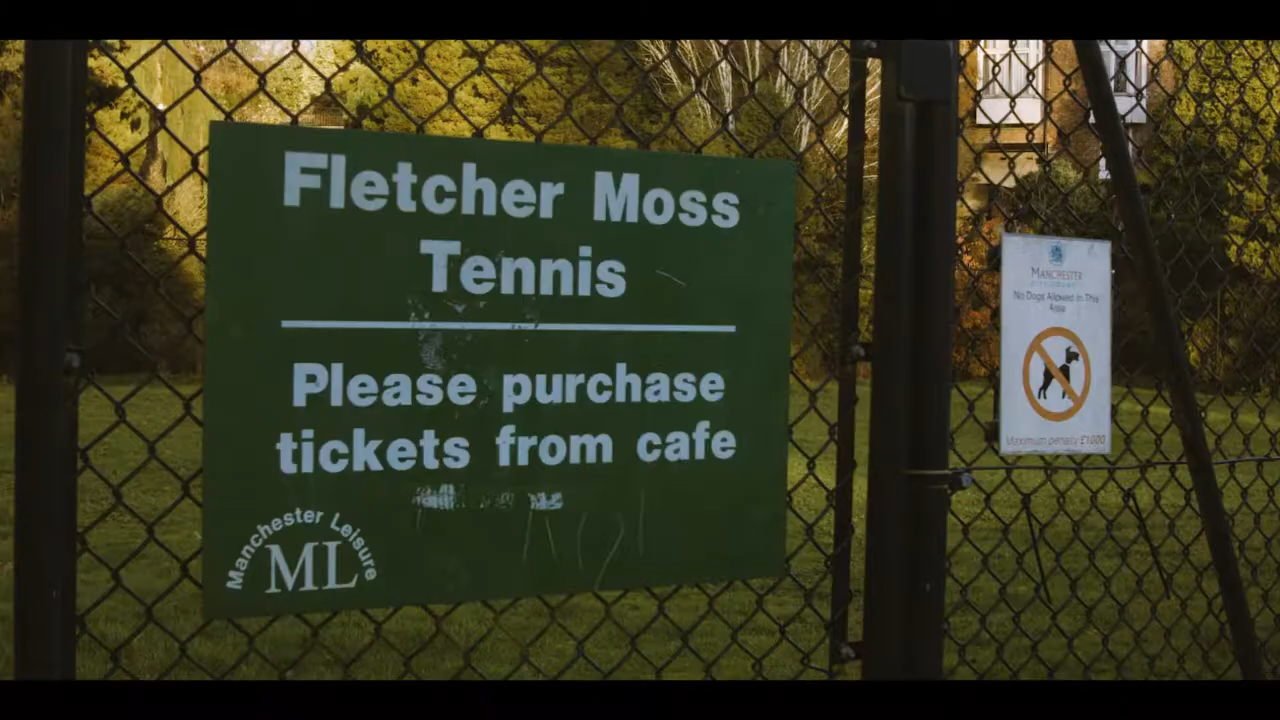 Fletcher Moss
Tennis
Please purchase
tickets from cafe
Manchester Leisure
ML
MANCHESTER
No Dogs Allowed In This
Area
Maximum penalty £1000